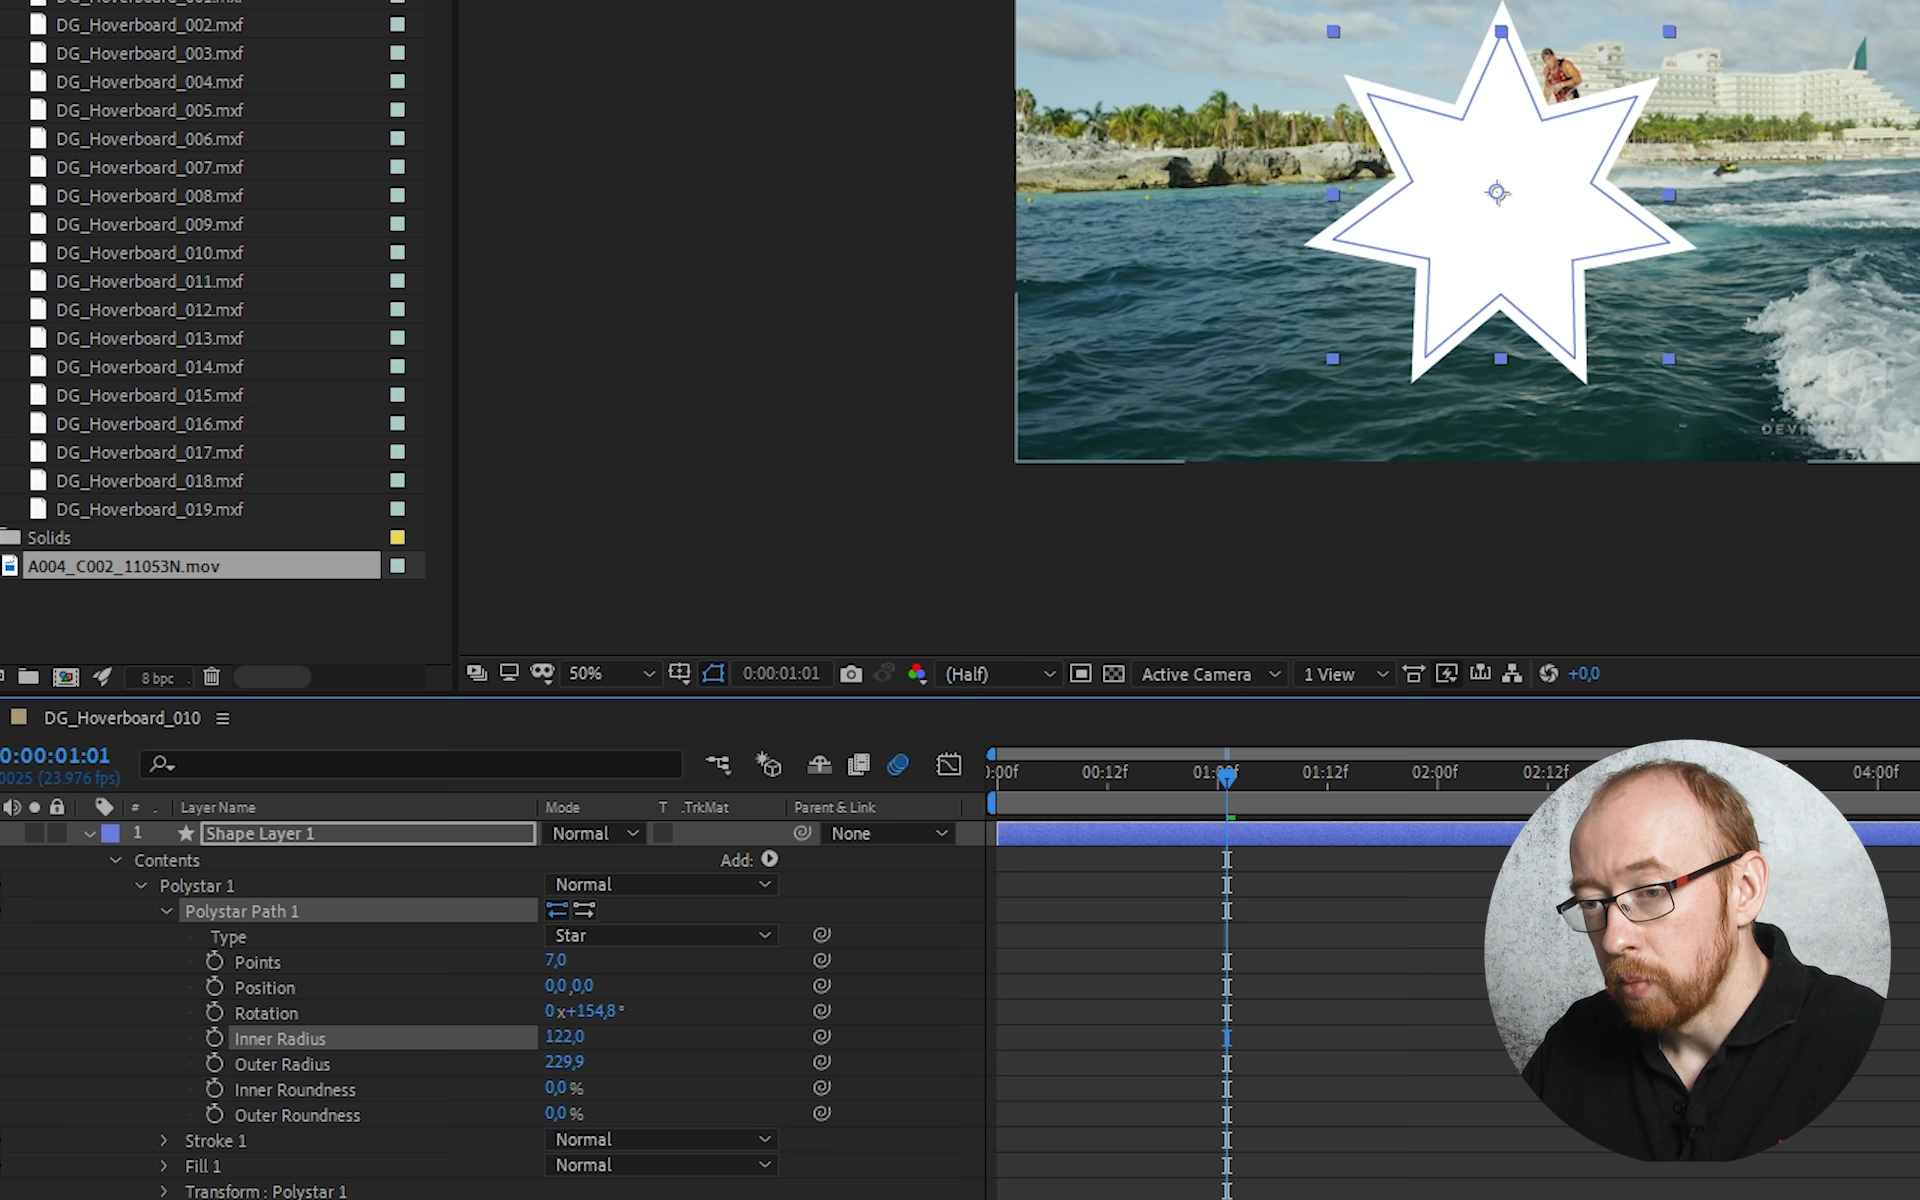 DG_Hoverboard_002.mxf
DG_Hoverboard_003.mxf
DG_Hoverboard_004.mxf
DG_Hoverboard_005.mxf
DG_Hoverboard_006.mxf
DG_Hoverboard_007.mxf
DG_Hoverboard_008.mxf
DG_Hoverboard_009.mxf
DG_Hoverboard_010.mxf
DG_Hoverboard_011.mxf
DG_Hoverboard_012.mxf
DG_Hoverboard_013.mxf
DG_Hoverboard_014.mxf
DG_Hoverboard_015.mxf
DG_Hoverboard_016.mxf
DG_Hoverboard_017.mxf
DG_Hoverboard_018.mxf
DG_Hoverboard_019.mxf
Solids
A004_C002_11053N.mov
8 bpc
50% 0:00:01:01 (Half) Active Camera 1 View +0,0
DG_Hoverboard_010
0:00:01:01
0025 (23.976 fps)
00:12f 01:12f 02:00f 02:12f 04:00f
# Layer Name Mode T .TrkMat Parent & Link
1 Shape Layer 1 Normal None
Contents Add:
Polystar 1 Normal
Polystar Path 1
Type Star
Points 7,0
Position 0,0,0,0
Rotation 0x+154,8°
Inner Radius 122,0
Outer Radius 229,9
Inner Roundness 0,0%
Outer Roundness 0,0%
Stroke 1 Normal
Fill 1 Normal
Transform : Polystar 1